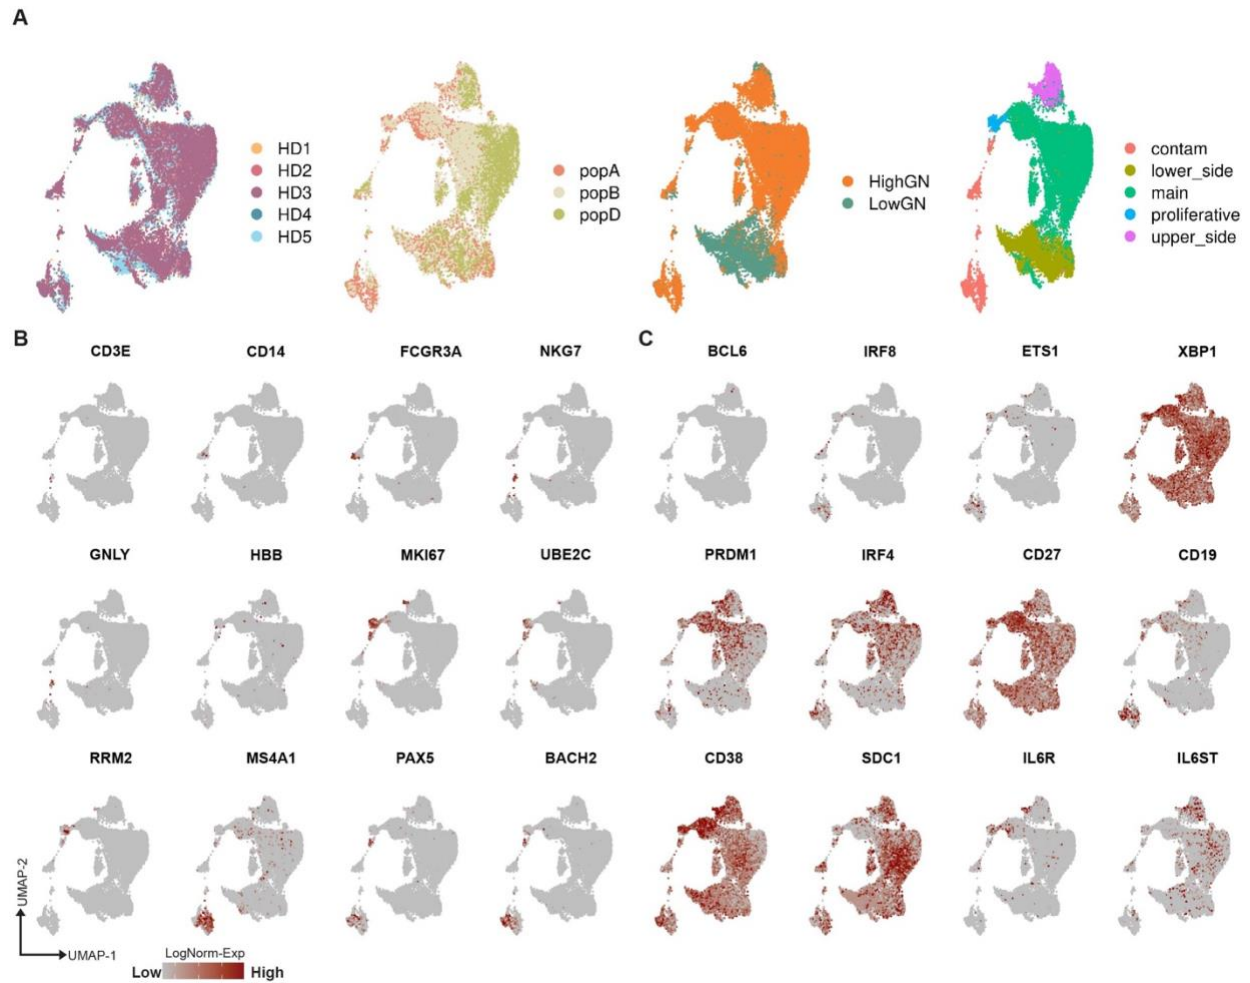 A
HD1
HD2
HD3
HD4
HD5
popA
popB
popD
HighGN
LowGN
contam
lower_side
main
proliferative
upper_side
B
CD3E CD14 FCGR3A NKG7
GNLY HBB MKI67 UBE2C
RRM2 MS4A1 PAX5 BACH2
C
BCL6 IRF8 ETS1 XBP1
PRDM1 IRF4 CD27 CD19
CD38 SDC1 IL6R IL6ST
UMAP-2
UMAP-1
LogNorm-Exp
Low High